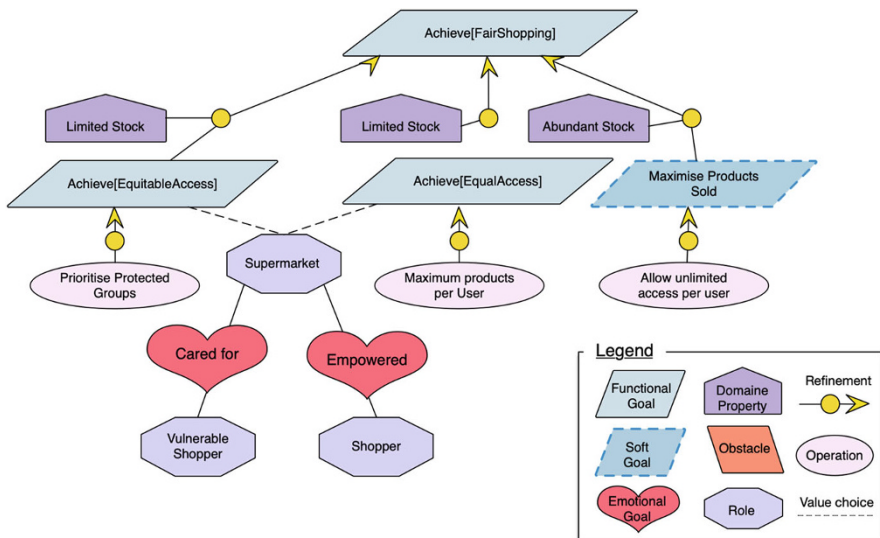 Achieve[FairShopping]
Limited Stock
Limited Stock
Abundant Stock
Achieve[EquitableAccess]
Achieve[EqualAccess]
Maximise Products
Sold
Supermarket
Prioritise Protected
Groups
Maximum products
per User
Allow unlimited
access per user
Cared for
Empowered
Vulnerable
Shopper
Shopper
Legend
Functional
Goal
Domaine
Property
Refinement
Soft
Goal
Obstacle
Operation
Emotional
Goal
Role
Value choice